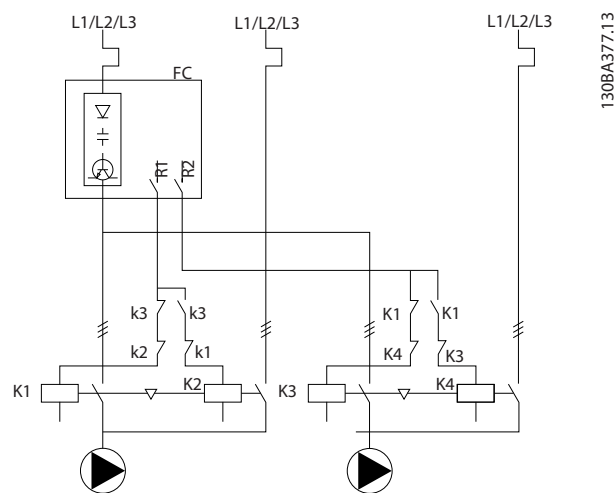 L1/L2/L3
L1/L2/L3
L1/L2/L3
FC
R1
R2
k3
k3
K1
K1
k2
k1
K4
K3
K1
K2
K3
K4
130BA377.13